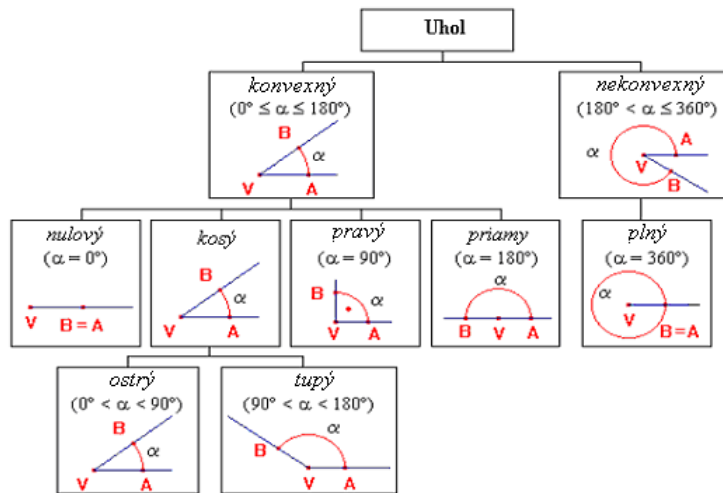 Uhol
konvexný
(0° ≤ α ≤ 180°)
B
α
V
A
nekonvexný
(180° < α ≤ 360°)
A
α
V
B
nulový
(α = 0°)
V
B = A
kosý
B
α
V
A
pravý
(α = 90°)
B
α
V
A
priamy
(α = 180°)
α
B
V
A
plný
(α = 360°)
α
V
B=A
ostrý
(0° < α < 90°)
B
α
V
A
tupý
(90° < α < 180°)
α
B
V
A